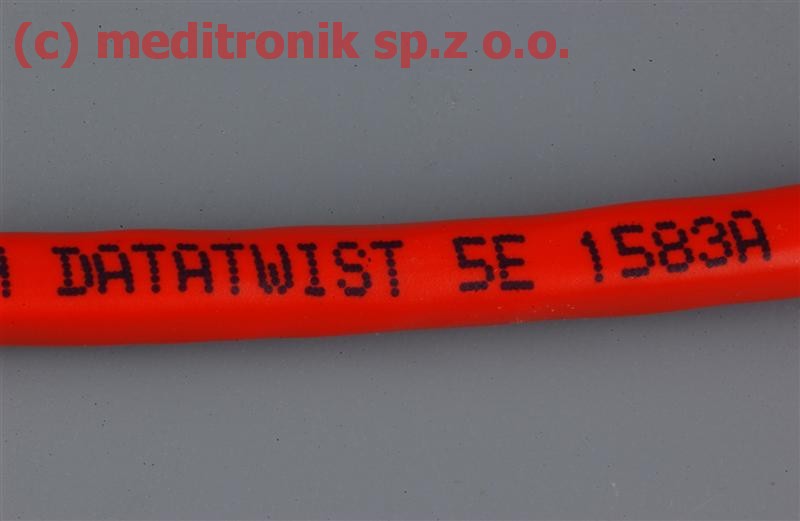 (c) meditronik sp.z o.o.
DATATWIST 5E 1583A